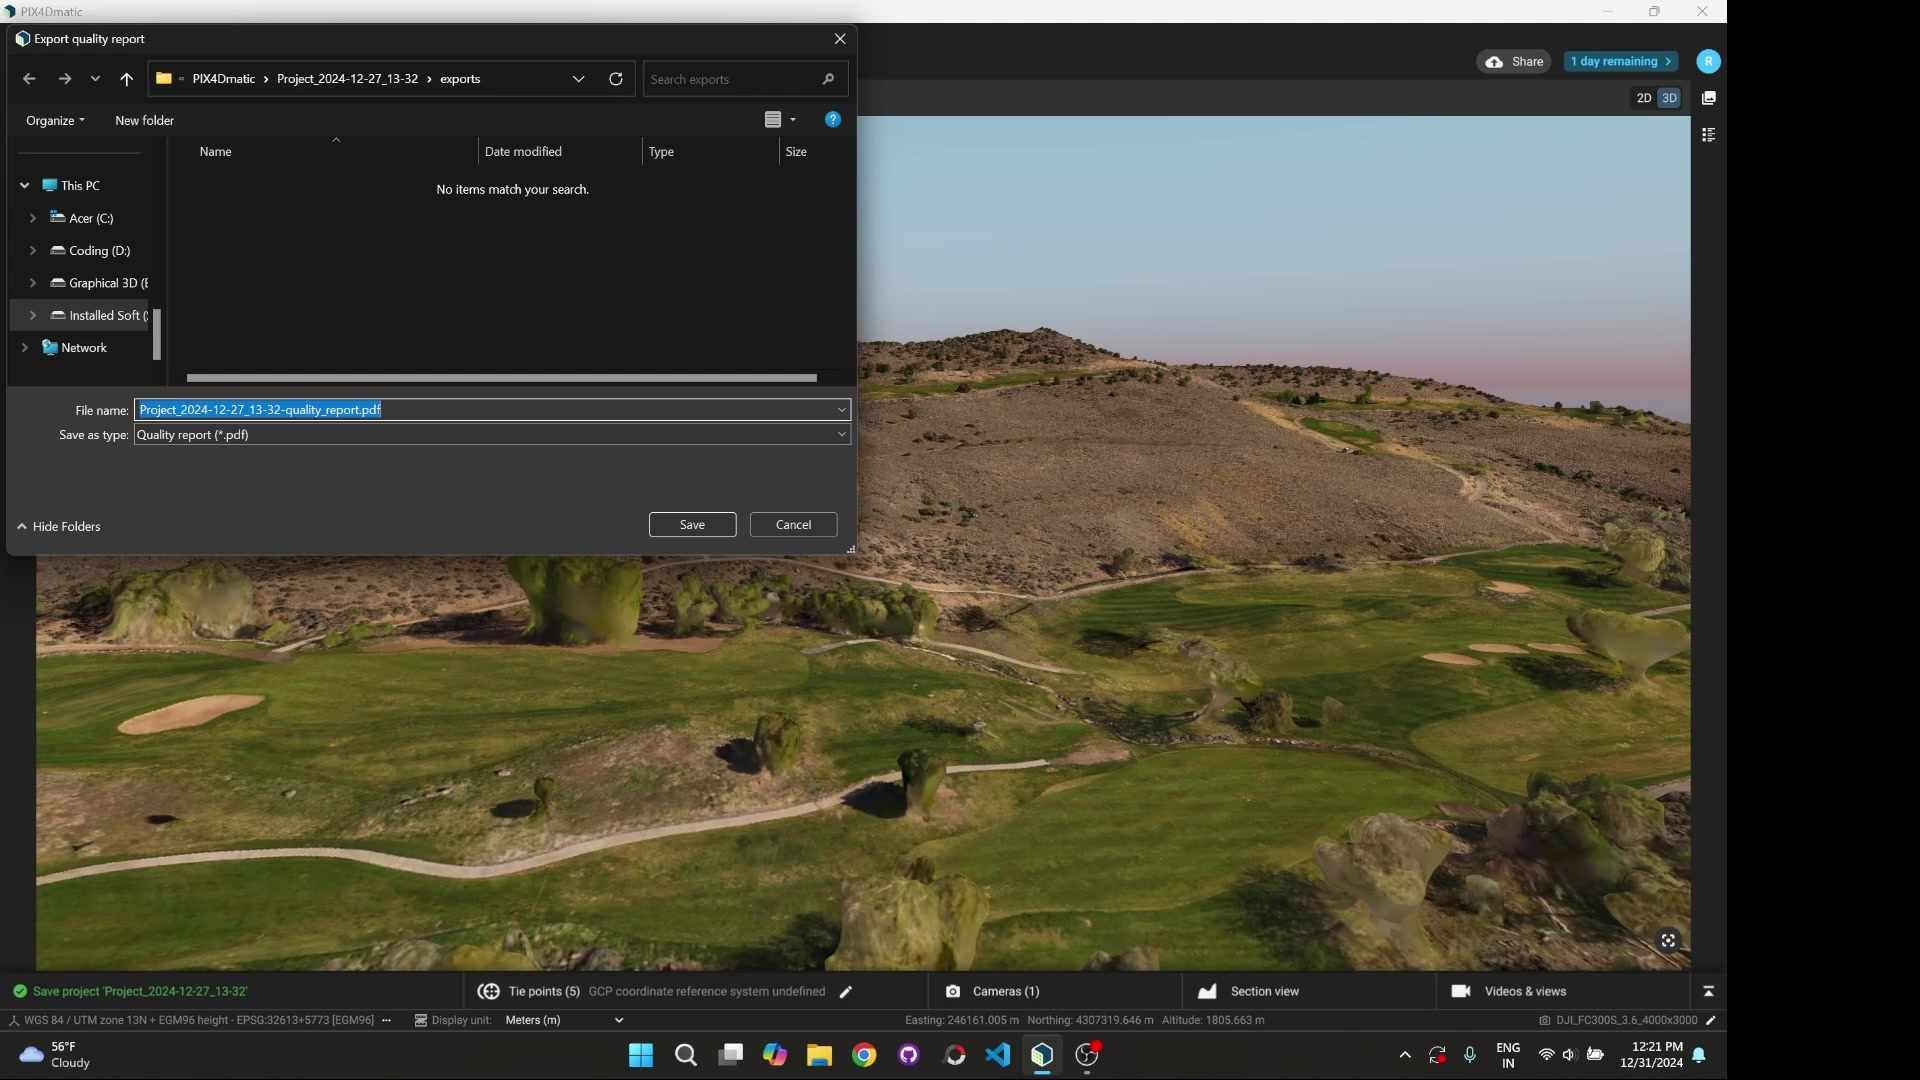 PIX4Dmatic
Export quality report
PIX4Dmatic > Project_2024-12-27_13-32 > exports
Search exports
Share
1 day remaining >
R
Organize
New folder
2D 3D
Name
Date modified
Type
Size
No items match your search.
This PC
Acer (C:)
Coding (D:)
Graphical 3D (E
Installed Soft (
Network
File name: Project_2024-12-27_13-32-quality_report.pdf
Save as type: Quality report (*.pdf)
Hide Folders
Save
Cancel
Save project 'Project_2024-12-27_13-32'
Tie points (5) GCP coordinate reference system undefined
Cameras (1)
Section view
Videos & views
WGS 84 / UTM zone 13N + EGM96 height - EPSG:32613+5773 [EGM96] ...
Display unit: Meters (m)
Easting: 246161.005 m Northing: 4307319.646 m Altitude: 1805.663 m
DJI_FC300S_3.6_4000x3000
56°F
Cloudy
ENG
IN
12:21 PM
12/31/2024